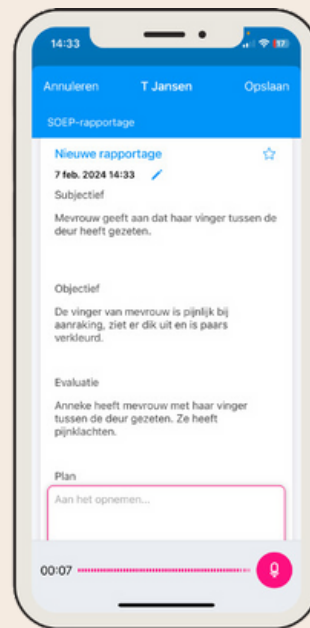 14:33
17
Annuleren T Jansen Opslaan
SOEP-rapportage
Nieuwe rapportage
7 feb. 2024 14:33
Subjectief
Mevrouw geeft aan dat haar vinger tussen de
deur heeft gezeten.
Objectief
De vinger van mevrouw is pijnlijk bij
aanraking, ziet er dik uit en is paars
verkleurd.
Evaluatie
Anneke heeft mevrouw met haar vinger
tussen de deur gezeten. Ze heeft
pijnklachten.
Plan
Aan het opnemen...
00:07